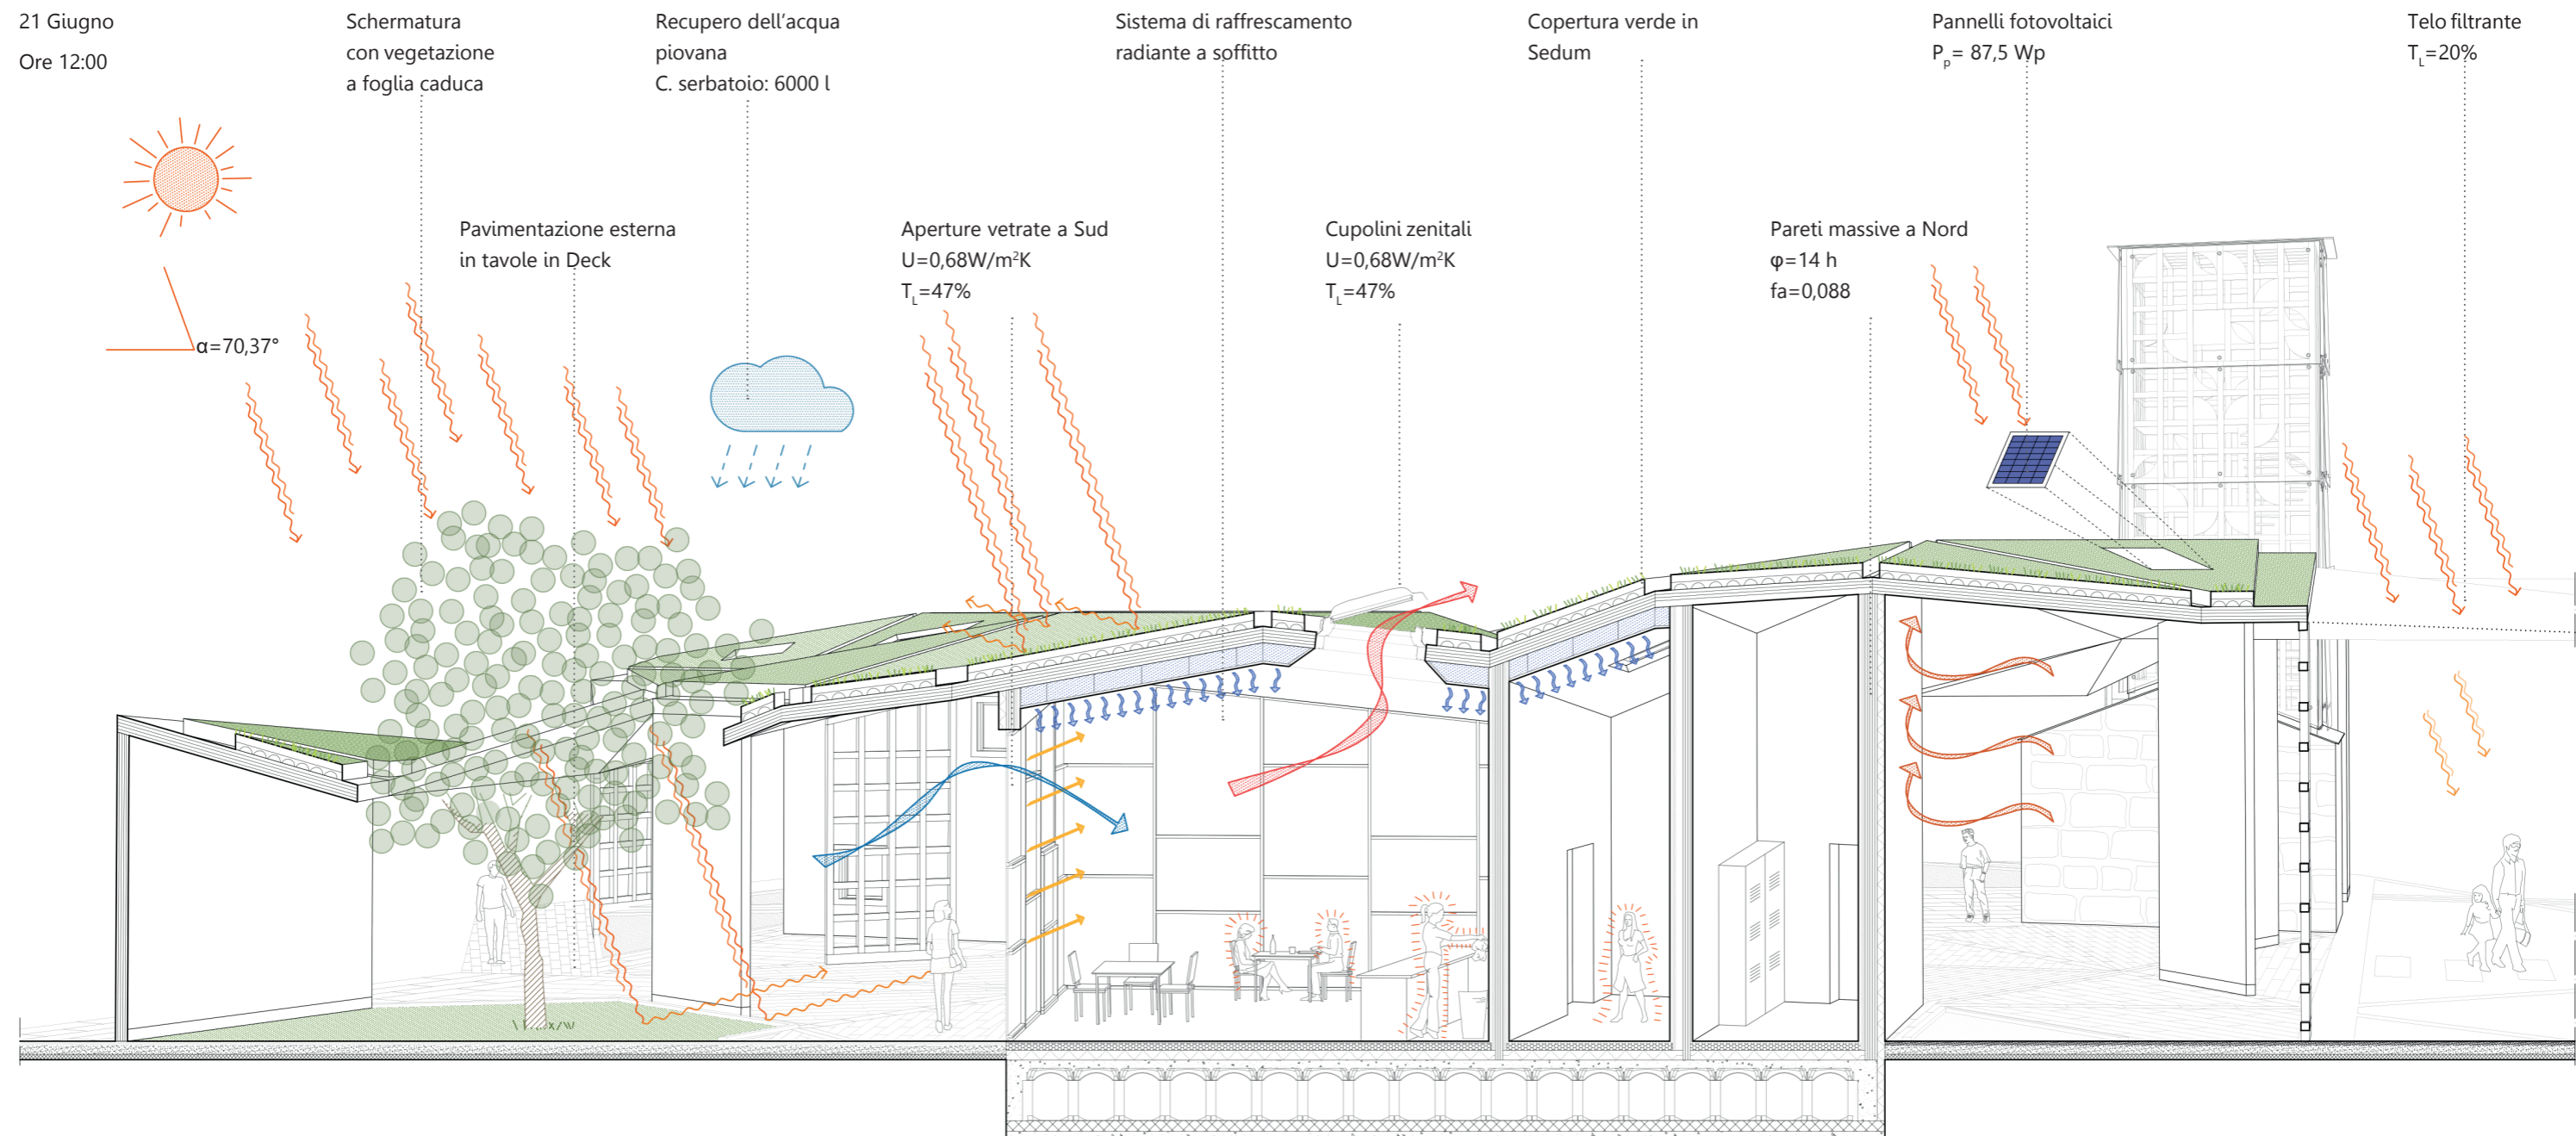 21 Giugno
Ore 12:00
Schermatura
con vegetazione
a foglia caduca
Recupero dell'acqua
piovana
C. serbatoio: 6000 l
Sistema di raffrescamento
radiante a soffitto
Copertura verde in
Sedum
Pannelli fotovoltaici
Pp= 87,5 Wp
Telo filtrante
TL=20%
Pavimentazione esterna
in tavole in Deck
Aperture vetrate a Sud
U=0,68W/m²K
TL=47%
Cupolini zenitali
U=0,68W/m²K
TL=47%
Pareti massive a Nord
φ=14 h
fa=0,088
α=70,37°